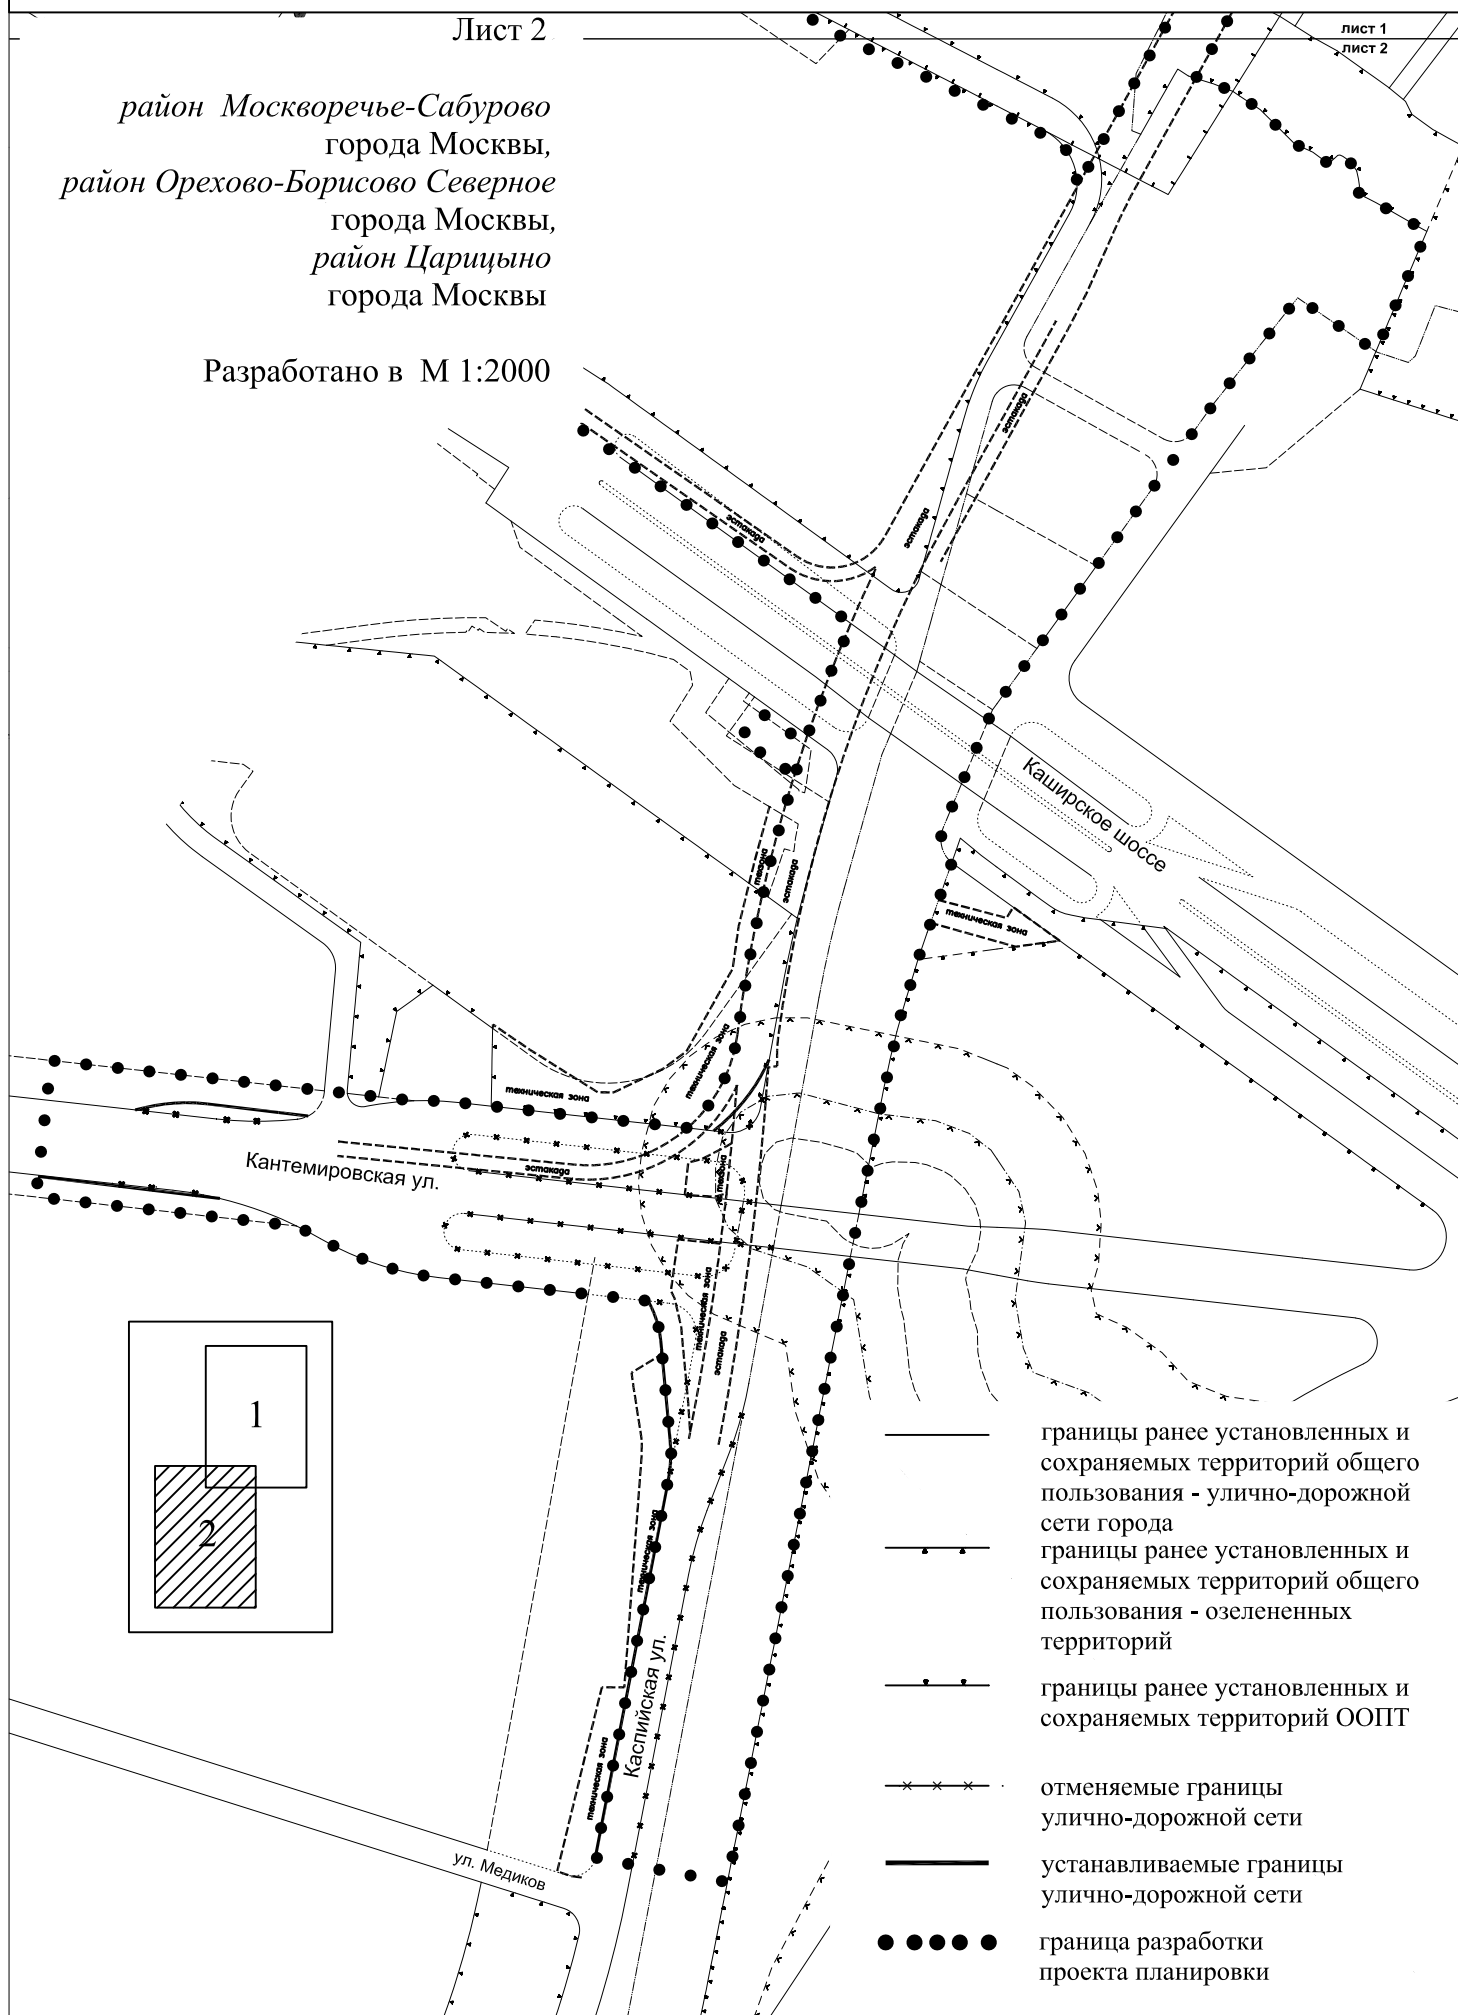 Лист 2
лист 1
лист 2
район Москворечье-Сабурово
города Москвы,
район Орехово-Борисово Северное
города Москвы,
район Царицыно
города Москвы
Разработано в М 1:2000
эстакада
эстакада
эстакада
Каширское шоссе
тех.зона
эстакада
техническая зона
техническая зона
техническая зона
эстакада
Кантемировская ул.
тех.зона
техническая зона
эстакада
1
2
техническая зона
Каспийская ул.
техническая зона
ул. Медиков
границы ранее установленных и
сохраняемых территорий общего
пользования - улично-дорожной
сети города
границы ранее установленных и
сохраняемых территорий общего
пользования - озелененных
территорий
границы ранее установленных и
сохраняемых территорий ООПТ
отменяемые границы
улично-дорожной сети
устанавливаемые границы
улично-дорожной сети
граница разработки
проекта планировки